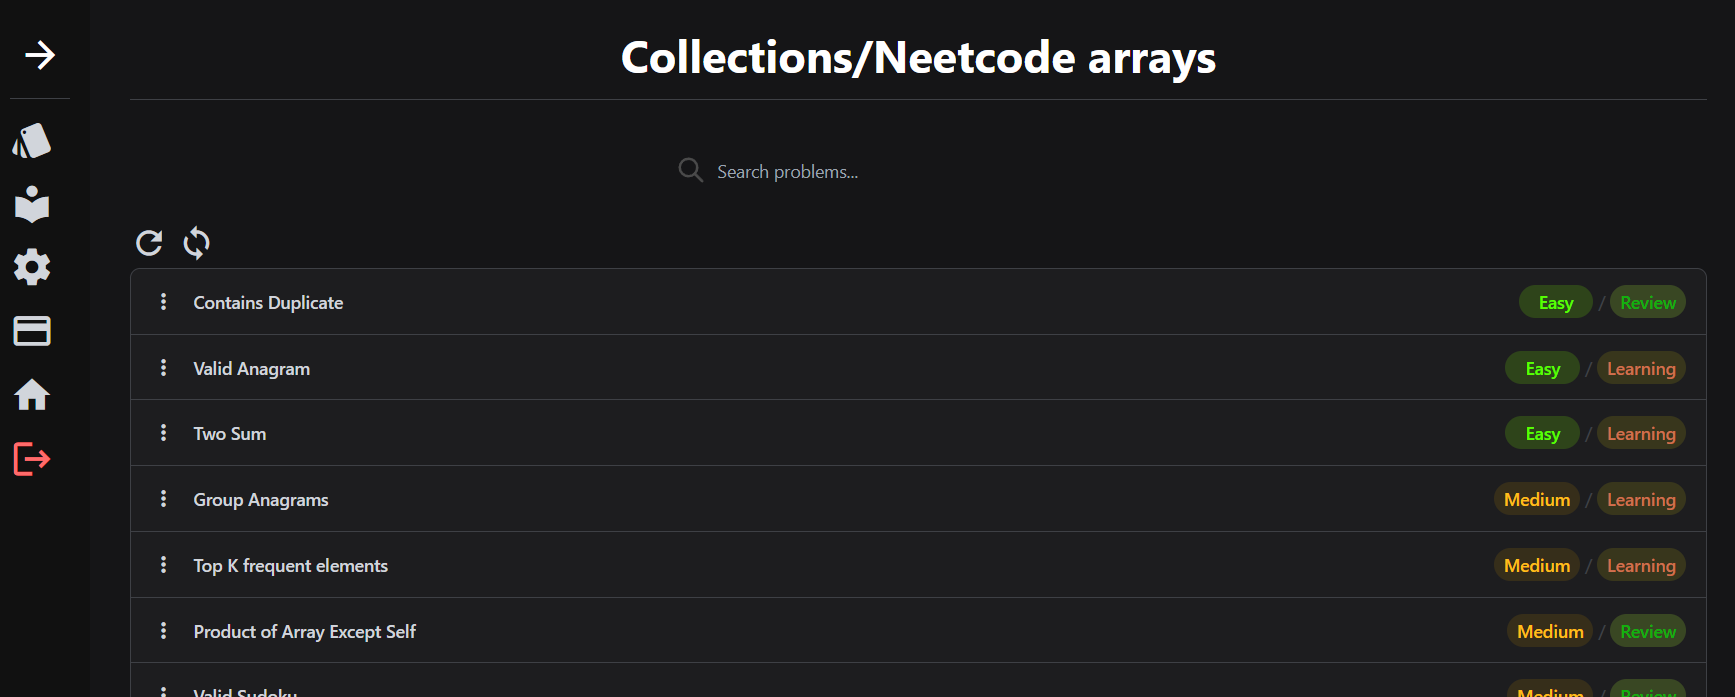 Collections/Neetcode arrays
Search problems...
Contains Duplicate Easy / Review
Valid Anagram Easy / Learning
Two Sum Easy / Learning
Group Anagrams Medium / Learning
Top K frequent elements Medium / Learning
Product of Array Except Self Medium / Review
Valid Sudoku Medium / Review